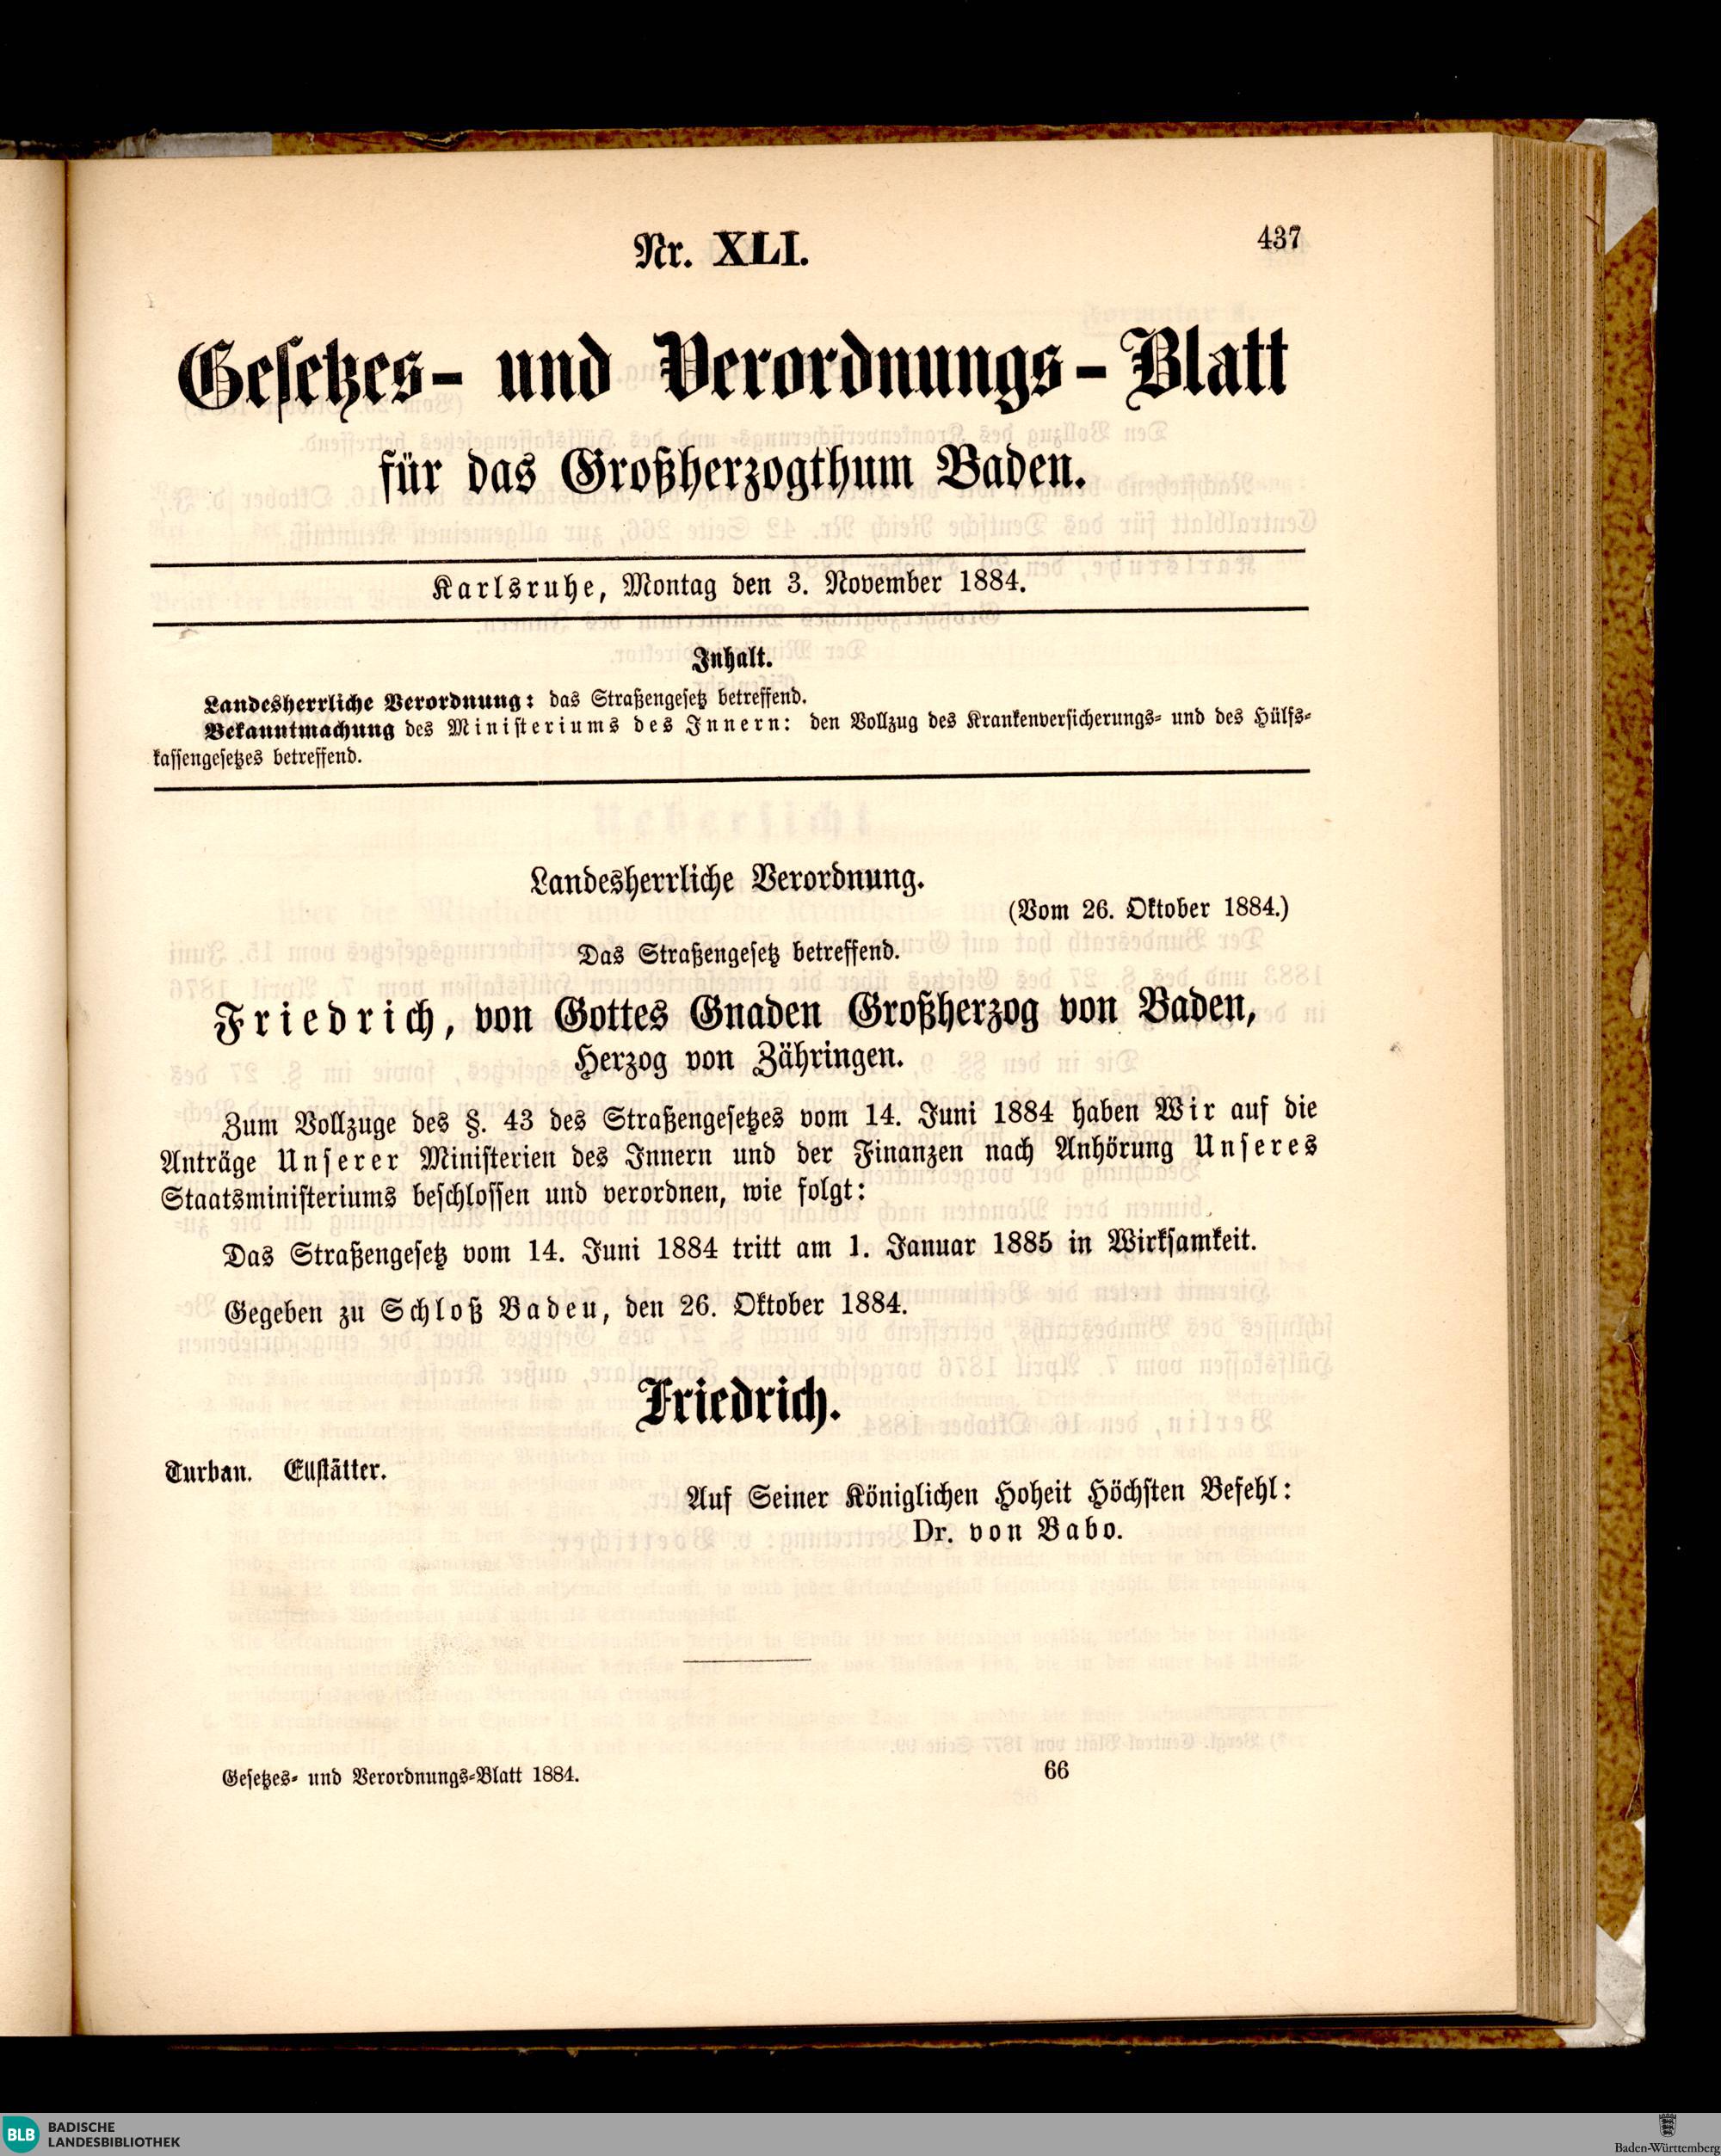 Nr. XLI.
437
Gesetzes- und Verordnungs-Blatt
für das Großherzogthum Baden.
Karlsruhe, Montag den 3. November 1884.
Inhalt.
Landesherrliche Verordnung: das Straßengesetz betreffend.
Bekanntmachung des Ministeriums des Innern: den Vollzug des Krankenversicherungs- und des Hülfs-
kassengesetzes betreffend.
Landesherrliche Verordnung.
(Vom 26. Oktober 1884.)
Das Straßengesetz betreffend.
Friedrich, von Gottes Gnaden Großherzog von Baden,
Herzog von Zähringen.
Zum Vollzuge des §. 43 des Straßengesetzes vom 14. Juni 1884 haben Wir auf die
Anträge Unserer Ministerien des Innern und der Finanzen nach Anhörung Unseres
Staatsministeriums beschlossen und verordnen, wie folgt:
Das Straßengesetz vom 14. Juni 1884 tritt am 1. Januar 1885 in Wirksamkeit.
Gegeben zu Schloß Baden, den 26. Oktober 1884.
Friedrich.
Turban. Ellstätter.
Auf Seiner Königlichen Hoheit Höchsten Befehl:
Dr. von Babo.
Gesetzes- und Verordnungs-Blatt 1884.
66
BLB BADISCHE
LANDESBIBLIOTHEK
Baden-Württemberg